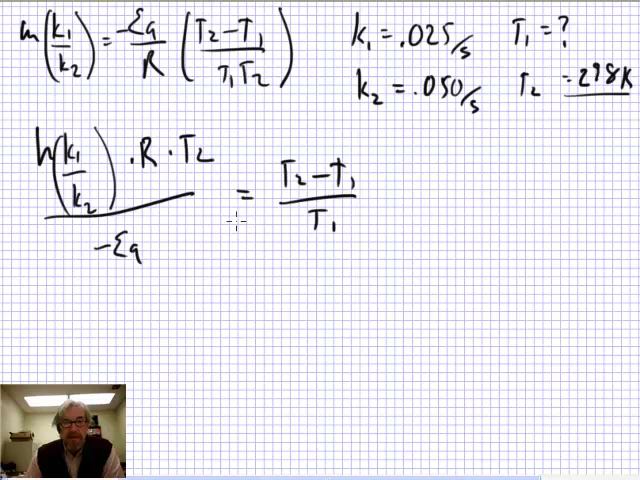 ln(k₁/k₂) = -Ea/R (T₂-T₁/T₁T₂) k₁ = .025/s T₁ = ?
k₂ = .050/s T₂ = 298K
ln(k₁/k₂) · R · T₂ / -Ea = T₂-T₁/T₁